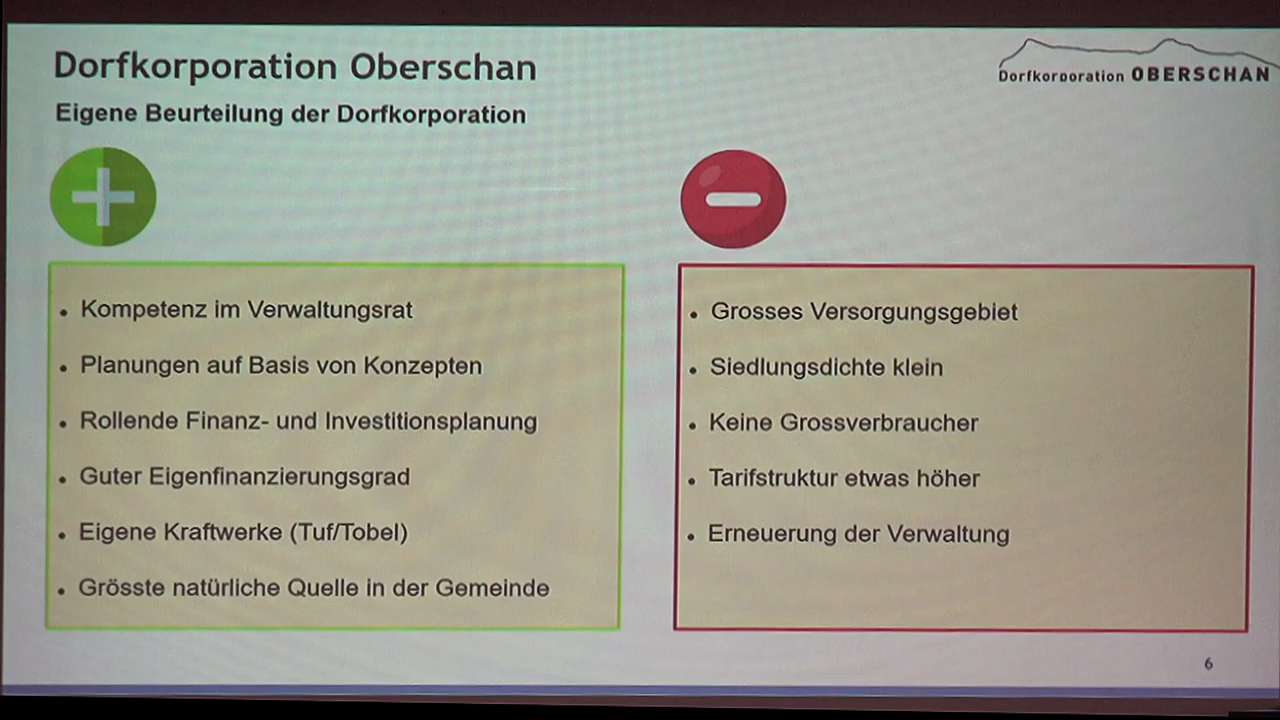 Dorfkorporation Oberschan
Dorfkorporation OBERSCHAN
Eigene Beurteilung der Dorfkorporation
• Kompetenz im Verwaltungsrat
• Planungen auf Basis von Konzepten
• Rollende Finanz- und Investitionsplanung
• Guter Eigenfinanzierungsgrad
• Eigene Kraftwerke (Tuf/Tobel)
• Grösste natürliche Quelle in der Gemeinde
• Grosses Versorgungsgebiet
• Siedlungsdichte klein
• Keine Grossverbraucher
• Tarifstruktur etwas höher
• Erneuerung der Verwaltung
6